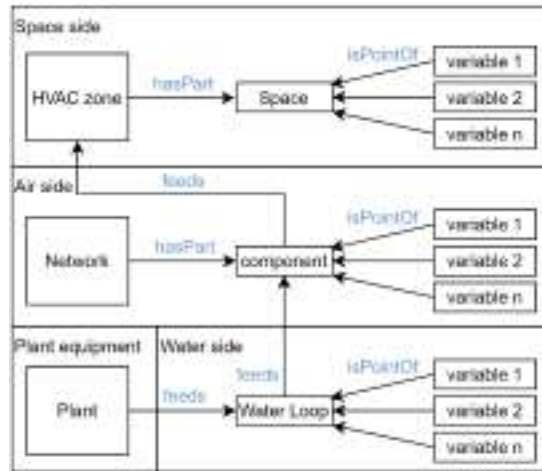 Space side
HVAC zone
hasPart
Space
isPointOf
variable 1
variable 2
variable n
feeds
Air side
Network
hasPart
component
isPointOf
variable 1
variable 2
variable n
Plant equipment
Water side
feeds
Plant
feeds
Water Loop
isPointOf
variable 1
variable 2
variable n